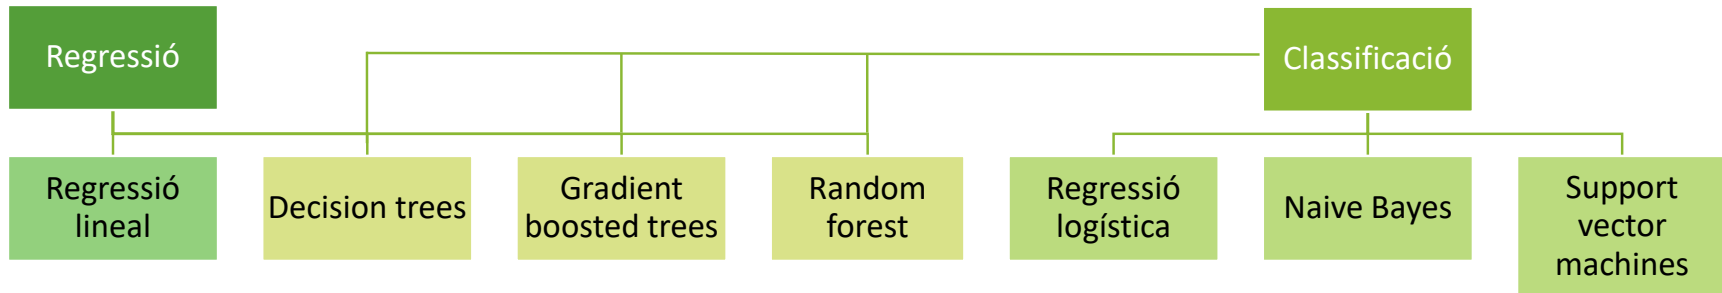 Regressió
Classificació
Regressió
lineal
Decision trees
Gradient
boosted trees
Random
forest
Regressió
logística
Naive Bayes
Support
vector
machines